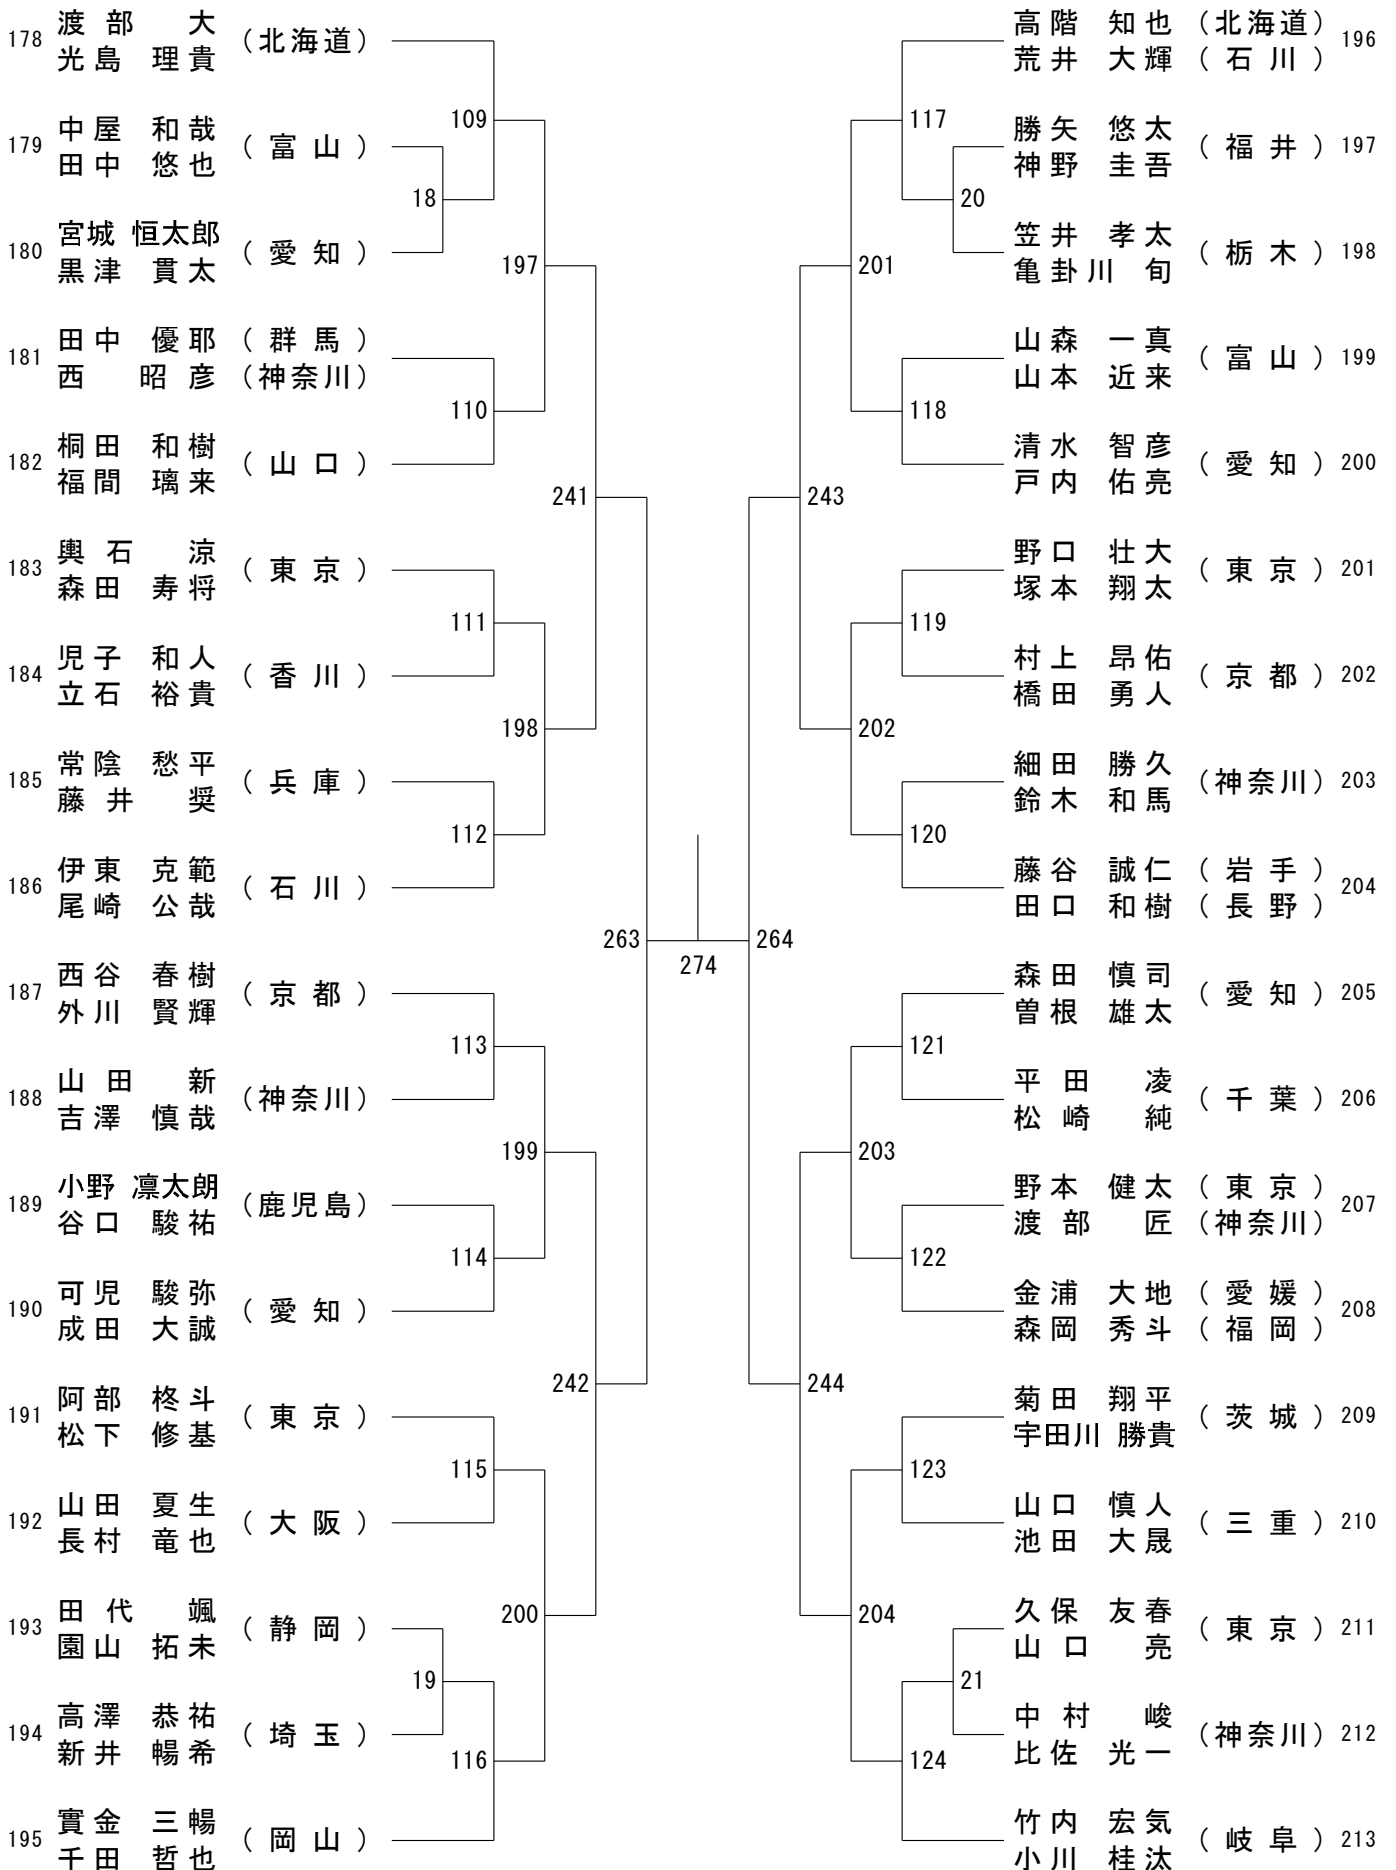 178 渡部 大 (北海道)
光島 理貴
109
179 中屋 和哉 (富山)
田中 悠也
18
180 宮城 恒太郎 (愛知)
黒津 貫太
197
181 田中 優耶 (群馬)
西 昭彦 (神奈川)
110
182 桐田 和樹 (山口)
福間 璃来
241
183 輿石 涼 (東京)
森田 寿将
111
184 児子 和人 (香川)
立石 裕貴
198
185 常陰 愁平 (兵庫)
藤井 奨
112
186 伊東 克範 (石川)
尾崎 公哉
263
187 西谷 春樹 (京都)
外川 賢輝
113
188 山田 新 (神奈川)
吉澤 慎哉
199
189 小野 凛太朗 (鹿児島)
谷口 駿祐
114
190 可児 駿弥 (愛知)
成田 大誠
242
191 阿部 柊斗 (東京)
松下 修基
115
192 山田 夏生 (大阪)
長村 竜也
200
193 田代 颯 (静岡)
園山 拓未
19
194 高澤 恭祐 (埼玉)
新井 暢希
116
195 實金 三暢 (岡山)
千田 哲也
274
高階 知也 (北海道) 196
荒井 大輝 (石川)
117
勝矢 悠太 (福井) 197
神野 圭吾
20
笠井 孝太 (栃木) 198
亀卦川 旬
201
山森 一真 (富山) 199
山本 近来
118
清水 智彦 (愛知) 200
戸内 佑亮
243
野口 壮大 (東京) 201
塚本 翔太
119
村上 昂佑 (京都) 202
橋田 勇人
202
細田 勝久 (神奈川) 203
鈴木 和馬
120
藤谷 誠仁 (岩手) 204
田口 和樹 (長野)
264
森田 慎司 (愛知) 205
曽根 雄太
121
平田 凌 (千葉) 206
松崎 純
203
野本 健太 (東京) 207
渡部 匠 (神奈川)
122
金浦 大地 (愛媛) 208
森岡 秀斗 (福岡)
244
菊田 翔平 (茨城) 209
宇田川 勝貴
123
山口 慎人 (三重) 210
池田 大晟
204
久保 友春 (東京) 211
山口 亮
21
中村 峻 (神奈川) 212
比佐 光一
124
竹内 宏気 (岐阜) 213
小川 桂汰